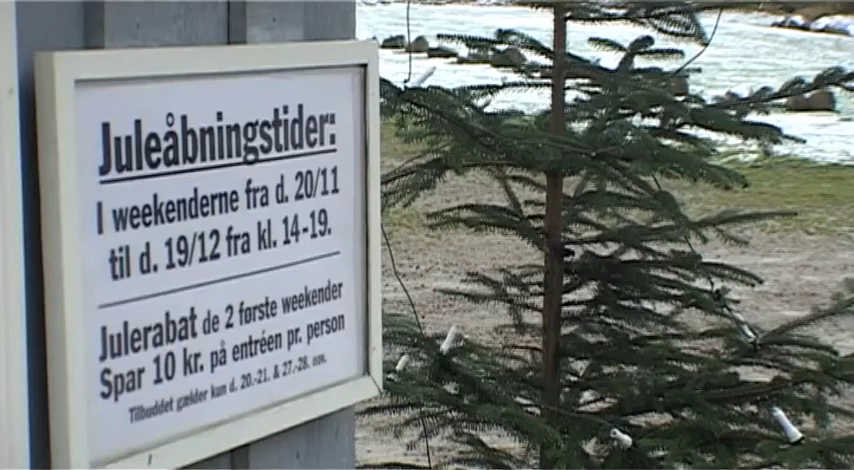 Juleåbningstider:
I weekenderne fra d. 20/11
til d. 19/12 fra kl. 14-19.
Julerabat de 2 første weekender
Spar 10 kr. på entréen pr. person
Tilbuddet gælder kun d. 20.-21. & 27.-28. nov.